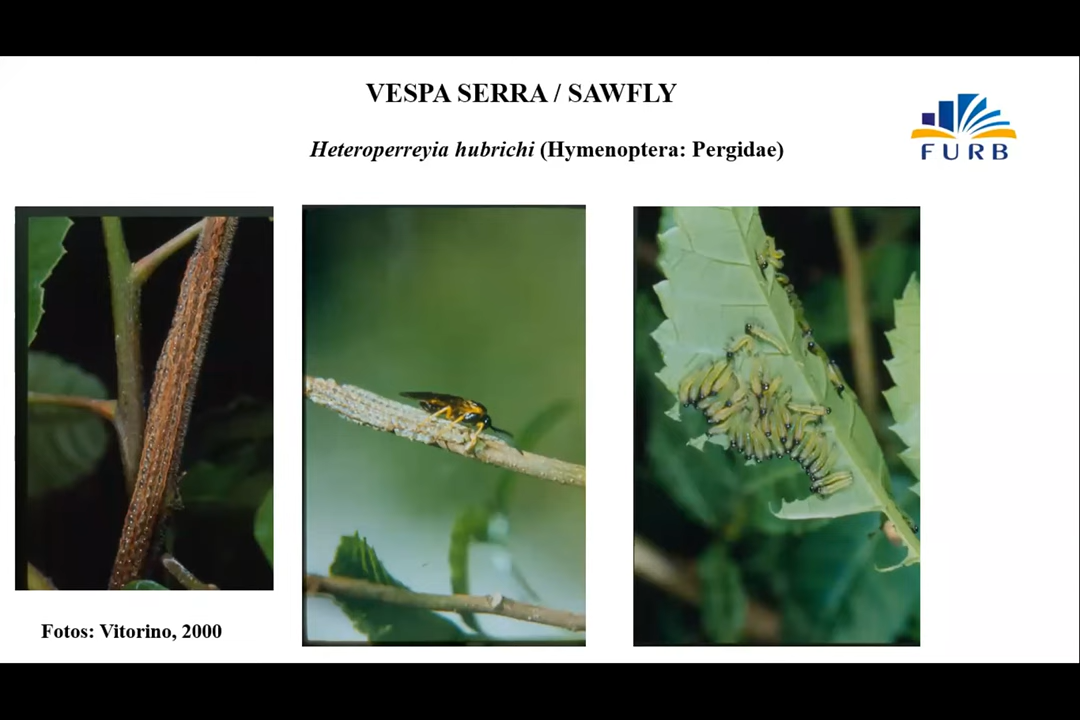 VESPA SERRA / SAWFLY
Heteroperreyia hubrichi (Hymenoptera: Pergidae)
FURB
Fotos: Vitorino, 2000